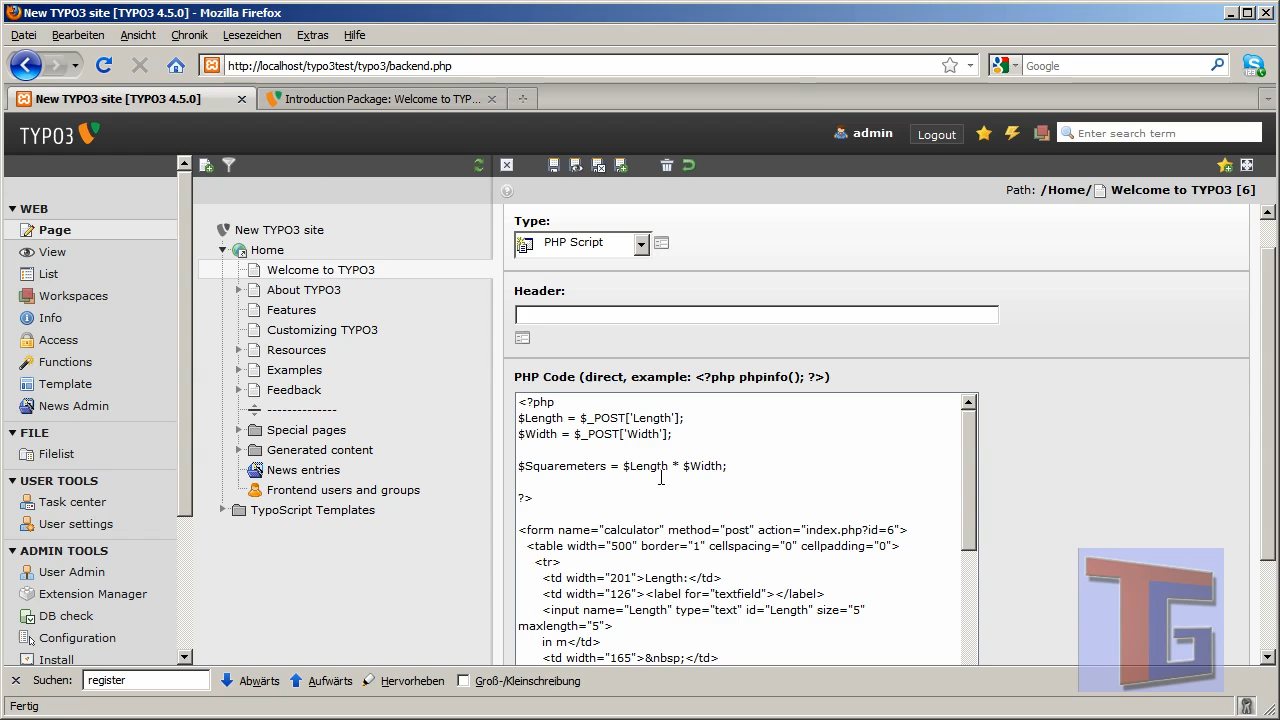 New TYPO3 site [TYPO3 4.5.0] - Mozilla Firefox
Datei Bearbeiten Ansicht Chronik Lesezeichen Extras Hilfe
http://localhost/typo3test/typo3/backend.php
Google
New TYPO3 site [TYPO3 4.5.0]
Introduction Package: Welcome to TYP...
TYPO3
admin
Logout
Enter search term
Path: /Home/ Welcome to TYPO3 [6]
WEB
Page
View
List
Workspaces
Info
Access
Functions
Template
News Admin
FILE
Filelist
USER TOOLS
Task center
User settings
ADMIN TOOLS
User Admin
Extension Manager
DB check
Configuration
Install
New TYPO3 site
Home
Welcome to TYPO3
About TYPO3
Features
Customizing TYPO3
Resources
Examples
Feedback
--------------
Special pages
Generated content
News entries
Frontend users and groups
TypoScript Templates
Type:
PHP Script
Header:
PHP Code (direct, example: <?php phpinfo(); ?>)
<?php
$Length = $_POST['Length'];
$Width = $_POST['Width'];
$Squaremeters = $Length * $Width;
?>
<form name="calculator" method="post" action="index.php?id=6">
<table width="500" border="1" cellspacing="0" cellpadding="0">
<tr>
<td width="201">Length:</td>
<td width="126"><label for="textfield"></label>
<input name="Length" type="text" id="Length" size="5"
maxlength="5">
in m</td>
<td width="165">&nbsp;</td>
TG
Suchen: register Abwärts Aufwärts Hervorheben Groß-/Kleinschreibung
Fertig